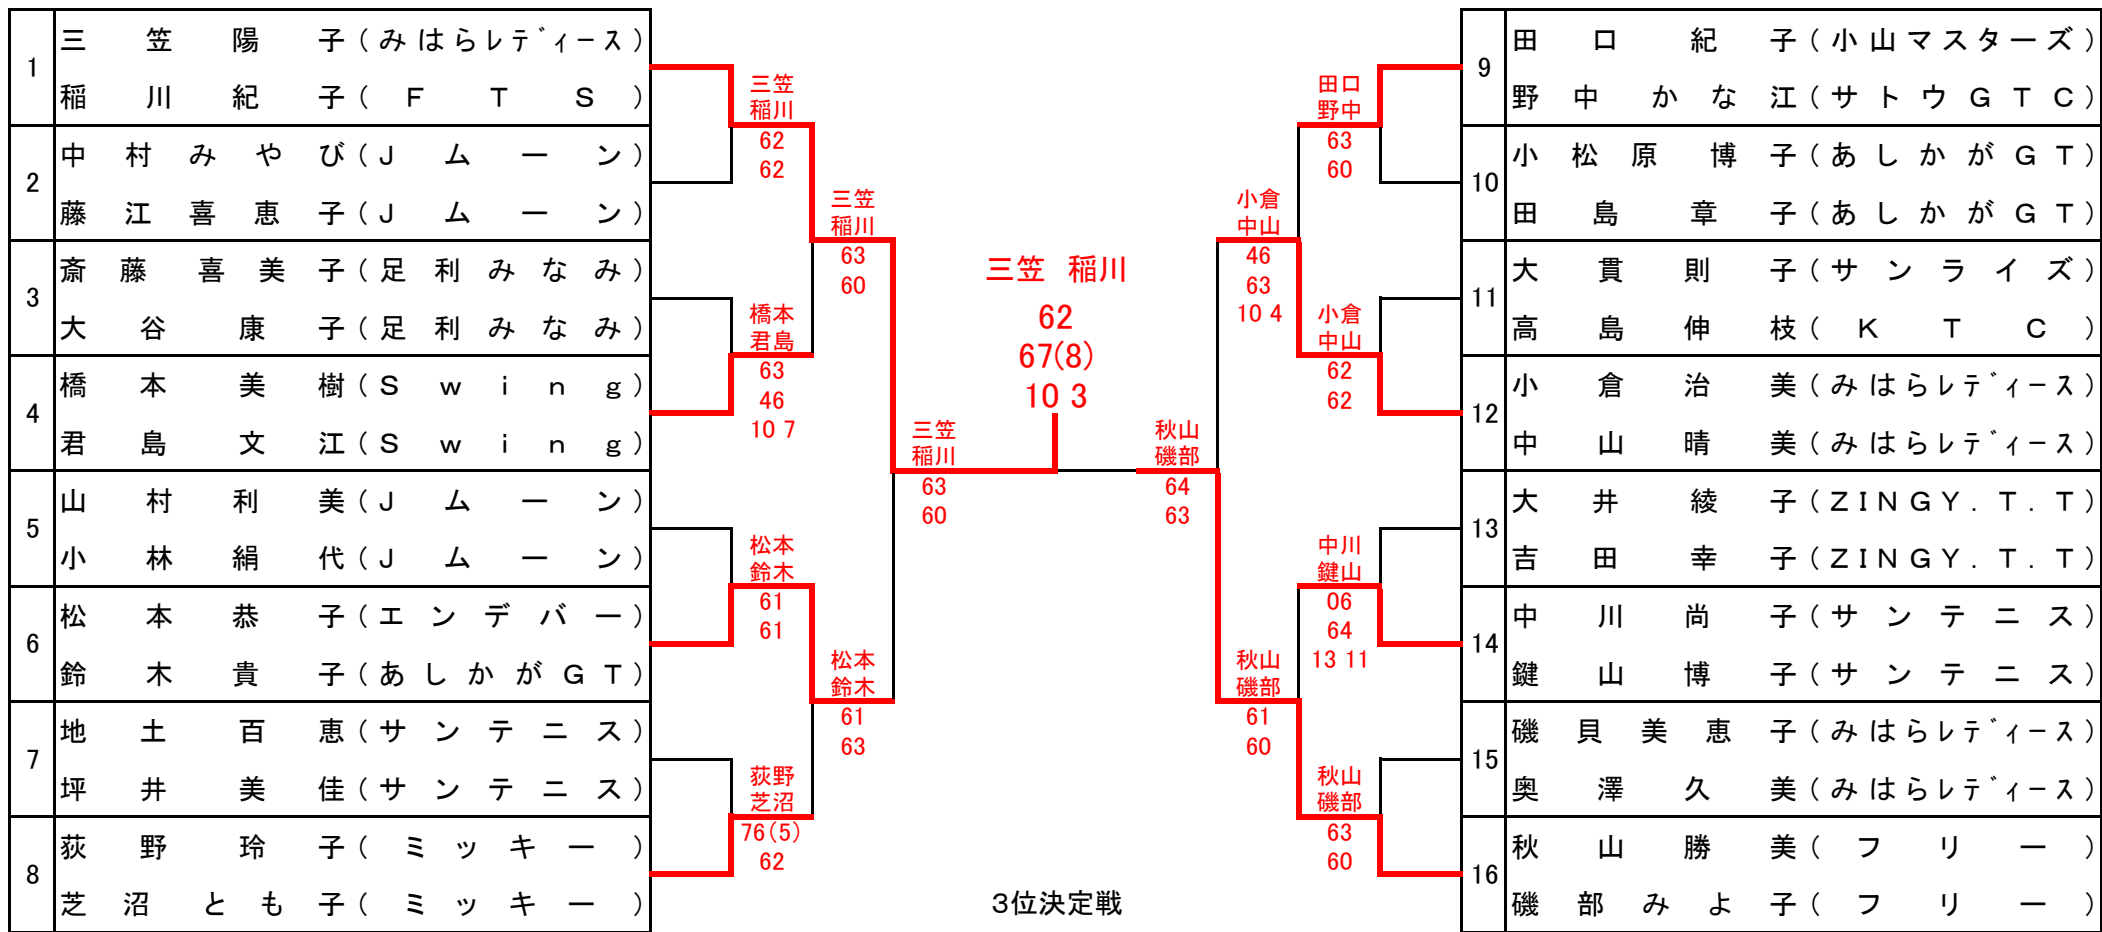 1
三笠陽子(みはらレディース)
稲川紀子(FTS)
2
中村みやび(Jムーン)
藤江喜恵子(Jムーン)
3
斎藤喜美子(足利みなみ)
大谷康子(足利みなみ)
4
橋本美樹(Swing)
君島文江(Swing)
5
山村利美(Jムーン)
小林絹代(Jムーン)
6
松本恭子(エンデバー)
鈴木貴子(あしかがGT)
7
地土百恵(サンテニス)
坪井美佳(サンテニス)
8
荻野玲子(ミッキー)
芝沼とも子(ミッキー)
三笠
稲川
62
62
橋本
君島
63
46
10 7
松本
鈴木
61
61
荻野
芝沼
76(5)
62
三笠
稲川
63
60
松本
鈴木
61
63
三笠
稲川
63
60
三笠 稲川
62
67(8)
10 3
3位決定戦
秋山
磯部
64
63
小倉
中山
46
63
10 4
秋山
磯部
61
60
田口
野中
63
60
小倉
中山
62
62
中川
鍵山
06
64
13 11
秋山
磯部
63
60
9
田口紀子(小山マスターズ)
野中かな江(サトウGTC)
10
小松原博子(あしかがGT)
田島章子(あしかがGT)
11
大貫則子(サンライズ)
高島伸枝(KTC)
12
小倉治美(みはらレディース)
中山晴美(みはらレディース)
13
大井綾子(ZINGY.T.T)
吉田幸子(ZINGY.T.T)
14
中川尚子(サンテニス)
鍵山博子(サンテニス)
15
磯貝美恵子(みはらレディース)
奥澤久美(みはらレディース)
16
秋山勝美(フリー)
磯部みよ子(フリー)